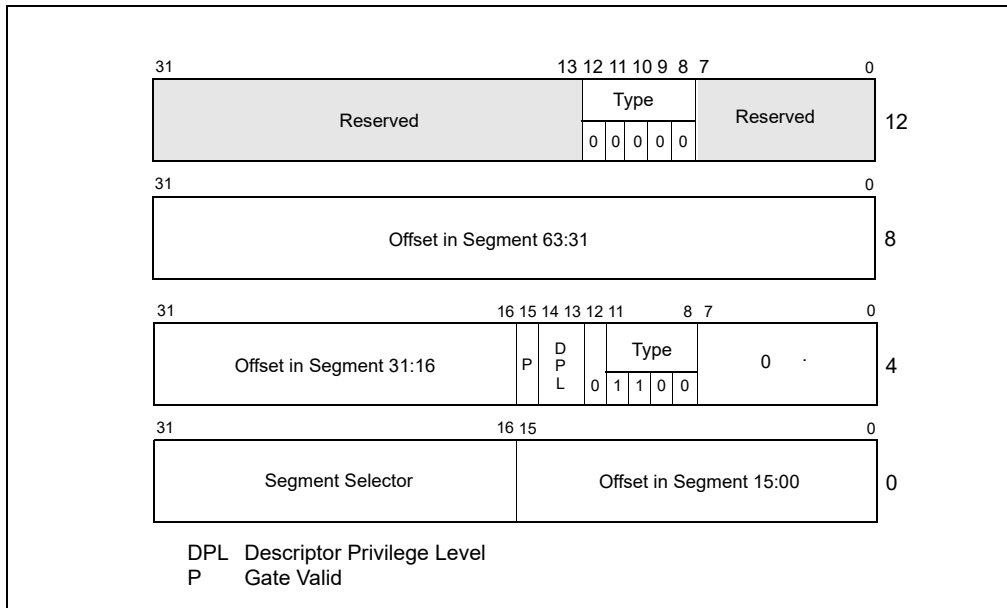 31 13 12 11 10 9 8 7 0
Type
Reserved Reserved 12
0 0 0 0 0
31 0
Offset in Segment 63:31 8
31 16 15 14 13 12 11 8 7 0
Offset in Segment 31:16 P DPL Type 0 . 4
0 1 1 0 0
31 16 15 0
Segment Selector Offset in Segment 15:00 0
DPL Descriptor Privilege Level
P Gate Valid